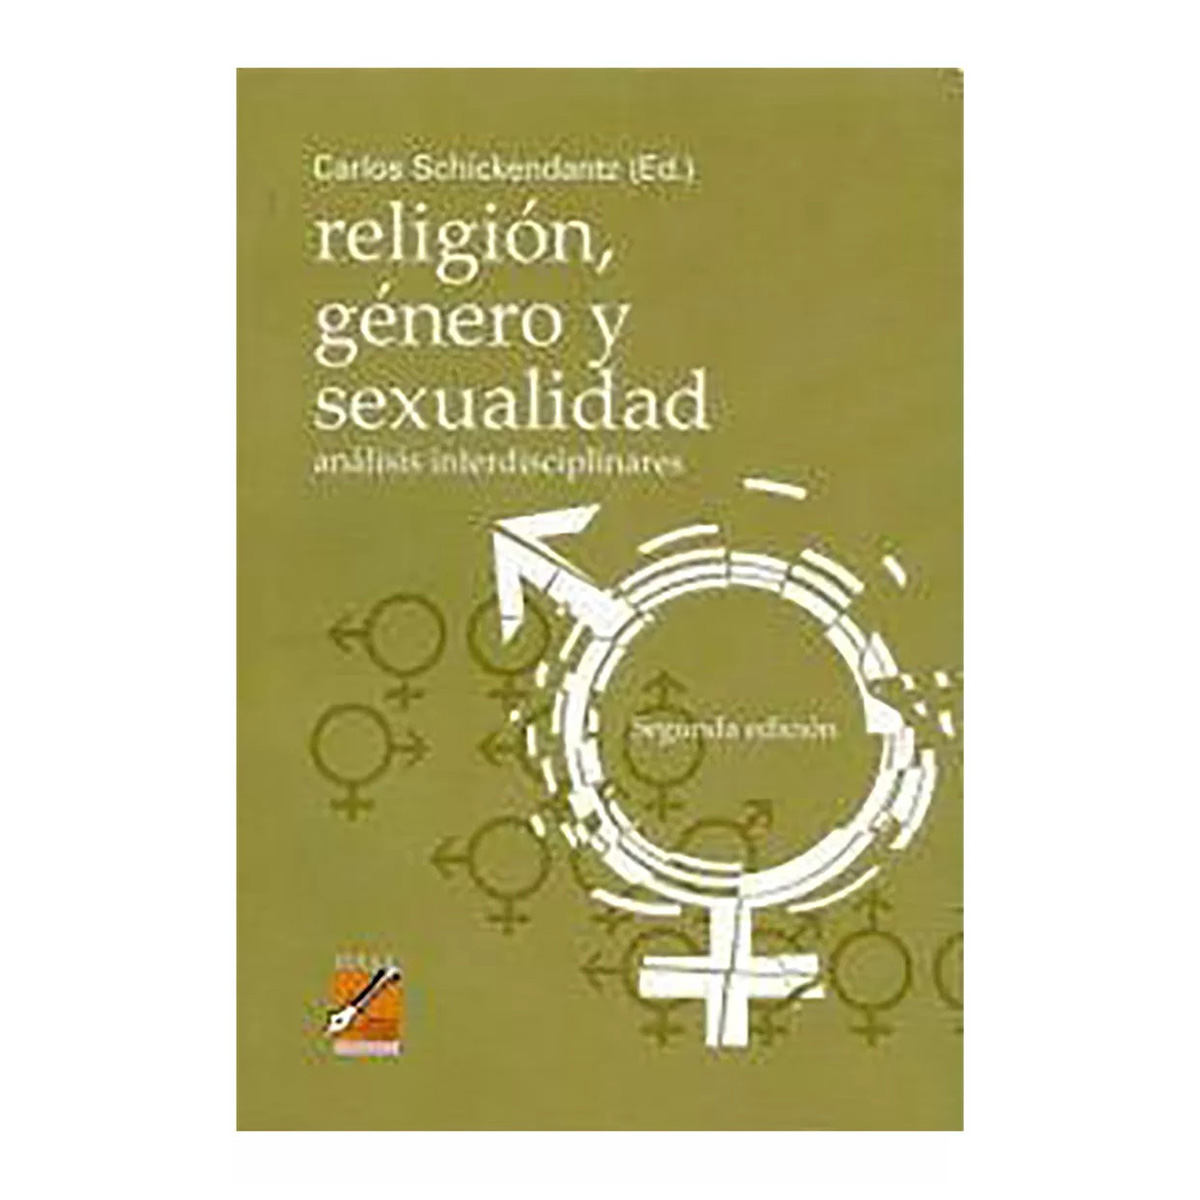 Carlos Schickendantz (Ed.)
religión,
género y
sexualidad
análisis interdisciplinares
Segunda edición